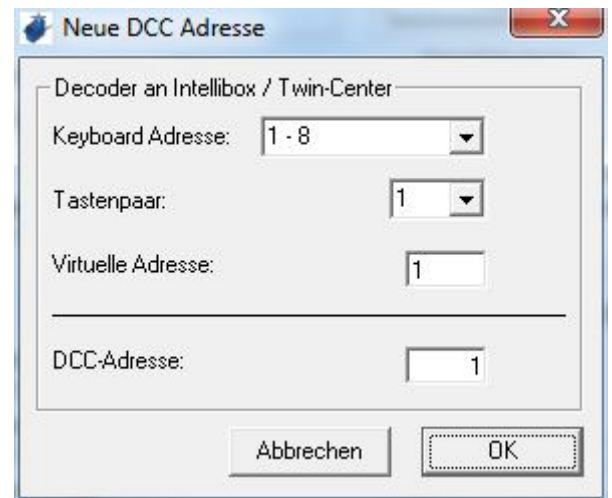 Neue DCC Adresse
X
Decoder an Intellibox / Twin-Center
Keyboard Adresse: 1 - 8
Tastenpaar: 1
Virtuelle Adresse: 1
DCC-Adresse: 1
Abbrechen OK